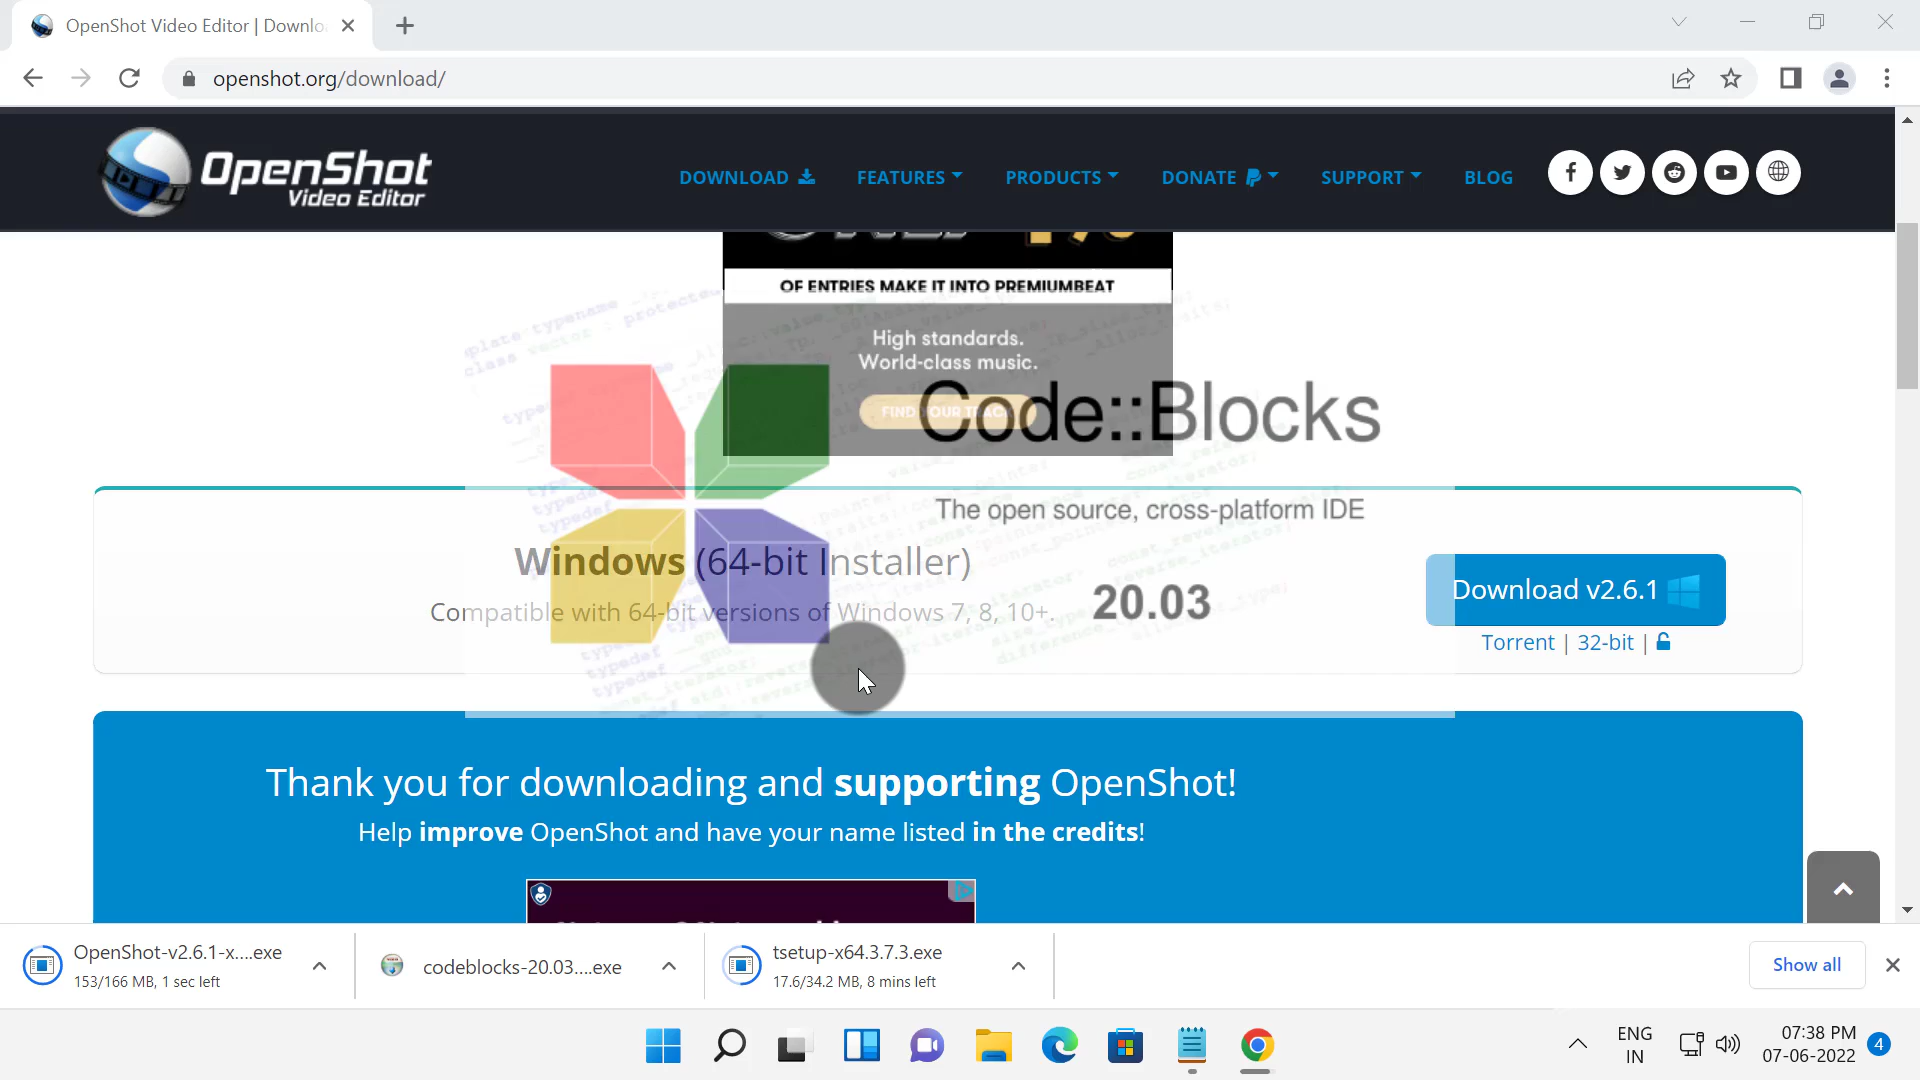 OpenShot Video Editor | Downlo
openshot.org/download/
OpenShot
Video Editor
DOWNLOAD
FEATURES
PRODUCTS
DONATE
SUPPORT
BLOG
OF ENTRIES MAKE IT INTO PREMIUMBEAT
High standards.
World-class music.
FIND YOUR TRACK
Code::Blocks
The open source, cross-platform IDE
20.03
Windows (64-bit Installer)
Compatible with 64-bit versions of Windows 7, 8, 10+.
Download v2.6.1
Torrent | 32-bit |
Thank you for downloading and supporting OpenShot!
Help improve OpenShot and have your name listed in the credits!
OpenShot-v2.6.1-x....exe
153/166 MB, 1 sec left
codeblocks-20.03....exe
tsetup-x64.3.7.3.exe
17.6/34.2 MB, 8 mins left
Show all
ENG
IN
07:38 PM
07-06-2022
4